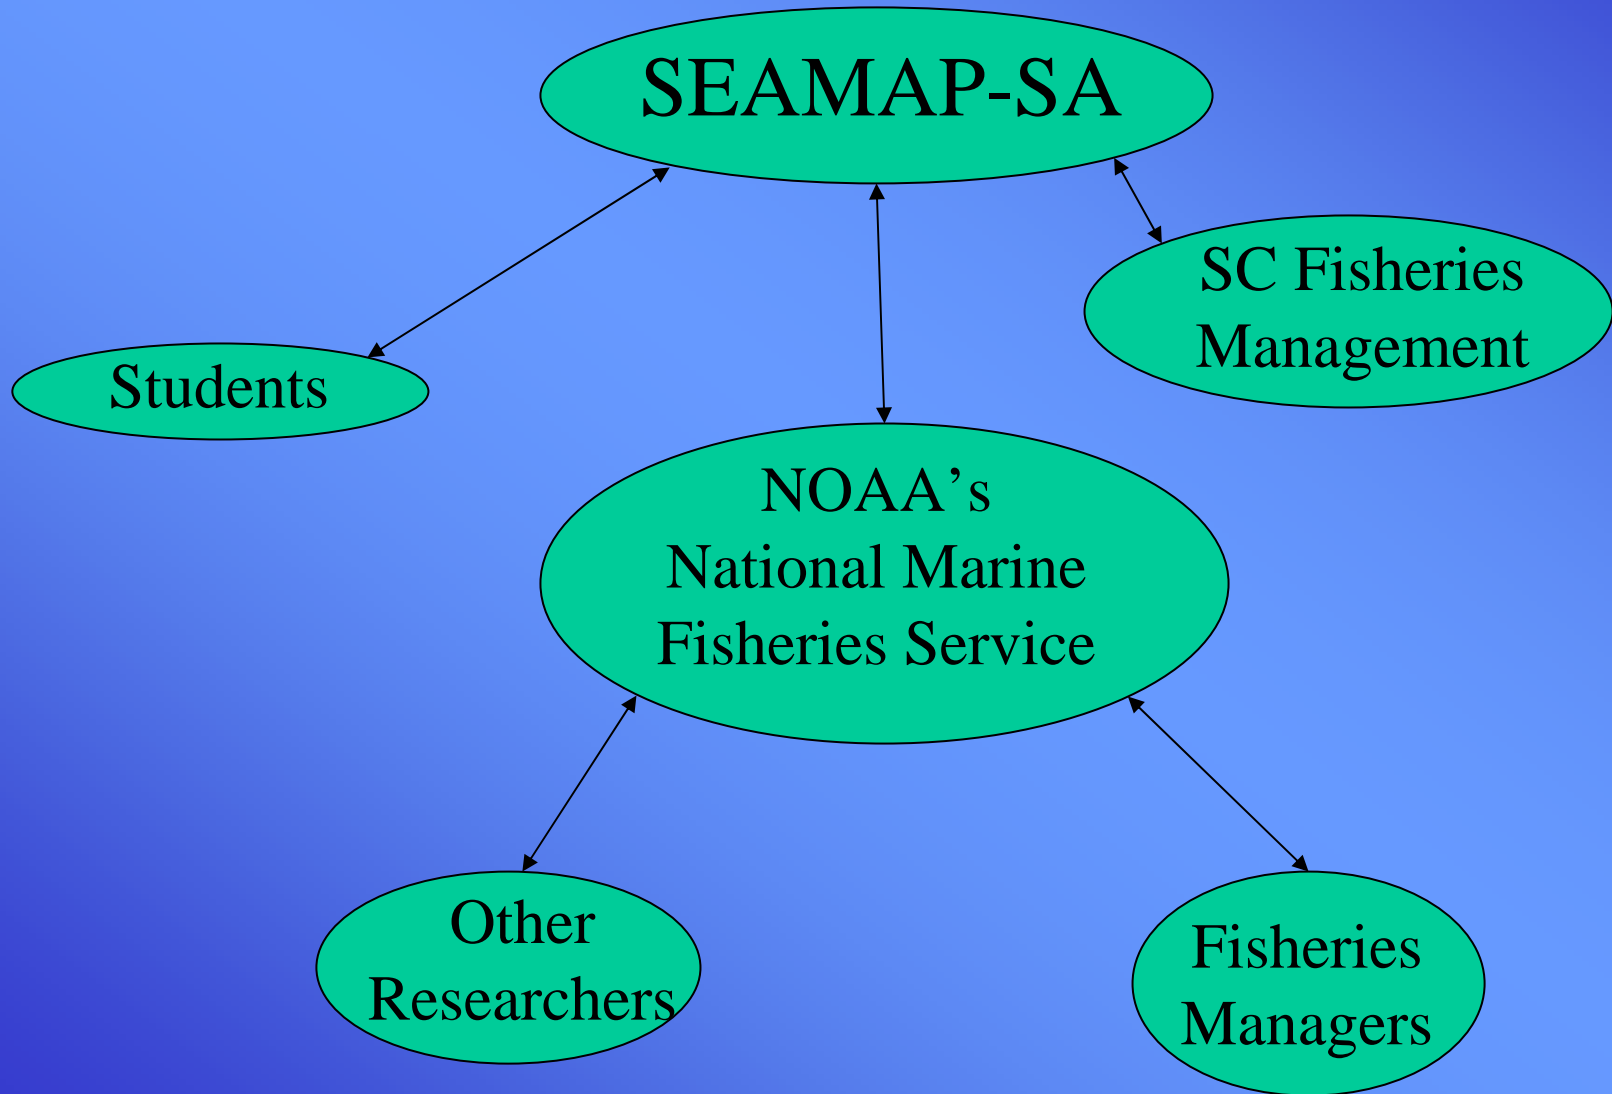 SEAMAP-SA
SC Fisheries
Management
Students
NOAA’s
National Marine
Fisheries Service
Other
Researchers
Fisheries
Managers